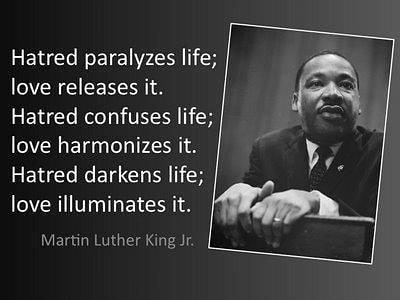 Hatred paralyzes life;
love releases it.
Hatred confuses life;
love harmonizes it.
Hatred darkens life;
love illuminates it.
Martin Luther King Jr.